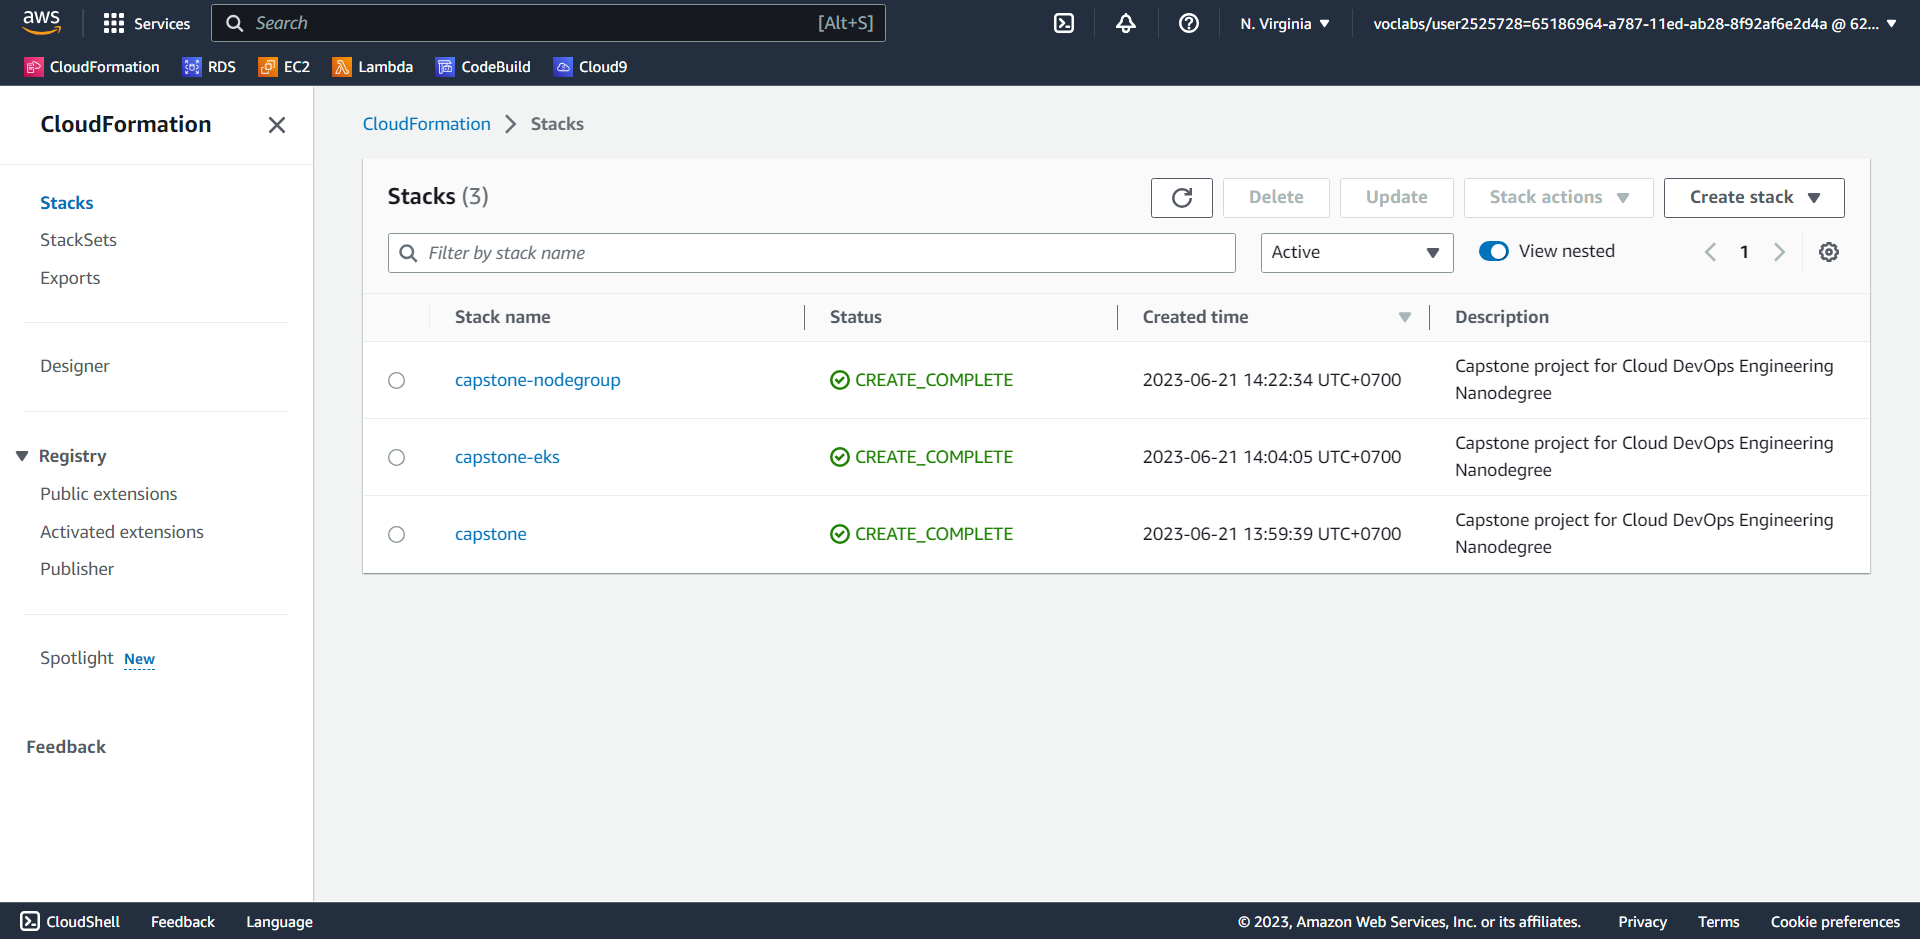 aws
Services
Search [Alt+S]
N. Virginia
voclabs/user2525728=65186964-a787-11ed-ab28-8f92af6e2d4a @ 62...
CloudFormation
RDS
EC2
Lambda
CodeBuild
Cloud9
CloudFormation
Stacks
StackSets
Exports
Designer
Registry
Public extensions
Activated extensions
Publisher
Spotlight New
Feedback
CloudFormation Stacks
Stacks (3)
Delete
Update
Stack actions
Create stack
Filter by stack name
Active
View nested
1
Stack name Status Created time Description
capstone-nodegroup CREATE_COMPLETE 2023-06-21 14:22:34 UTC+0700 Capstone project for Cloud DevOps Engineering
Nanodegree
capstone-eks CREATE_COMPLETE 2023-06-21 14:04:05 UTC+0700 Capstone project for Cloud DevOps Engineering
Nanodegree
capstone CREATE_COMPLETE 2023-06-21 13:59:39 UTC+0700 Capstone project for Cloud DevOps Engineering
Nanodegree
CloudShell
Feedback
Language
© 2023, Amazon Web Services, Inc. or its affiliates.
Privacy
Terms
Cookie preferences